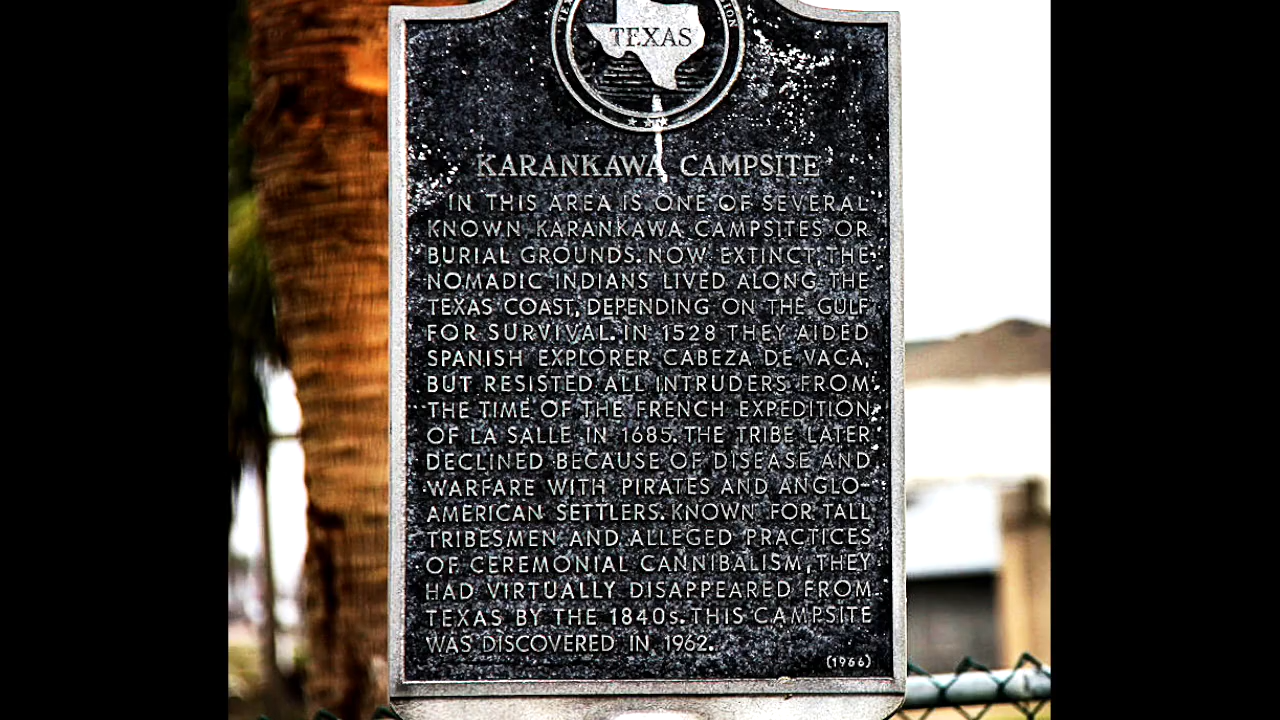 TEXAS
KARANKAWA CAMPSITE
IN THIS AREA IS ONE OF SEVERAL
KNOWN KARANKAWA CAMPSITES OR
BURIAL GROUNDS. NOW EXTINCT THE
NOMADIC INDIANS LIVED ALONG THE
TEXAS COAST, DEPENDING ON THE GULF
FOR SURVIVAL. IN 1528 THEY AIDED
SPANISH EXPLORER CABEZA DE VACA,
BUT RESISTED ALL INTRUDERS FROM
THE TIME OF THE FRENCH EXPEDITION
OF LA SALLE IN 1685. THE TRIBE LATER
DECLINED BECAUSE OF DISEASE AND
WARFARE WITH PIRATES AND ANGLO-
AMERICAN SETTLERS. KNOWN FOR TALL
TRIBESMEN AND ALLEGED PRACTICES
OF CEREMONIAL CANNIBALISM, THEY
HAD VIRTUALLY DISAPPEARED FROM
TEXAS BY THE 1840s. THIS CAMPSITE
WAS DISCOVERED IN 1962.
(1966)